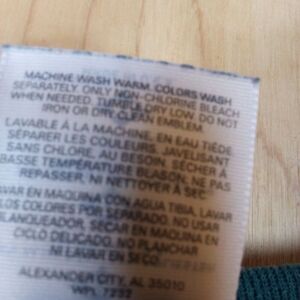 MACHINE WASH WARM, COLORS WASH
SEPARATELY. ONLY NON-CHLORINE BLEACH
WHEN NEEDED. TUMBLE DRY LOW. DO NOT
IRON OR DRY CLEAN EMBLEM.
LAVABLE À LA MACHINE, EN EAU TIÈDE
SÉPARER LES COULEURS, JAVELISANT
SANS CHLORE, AU BESOIN. SÉCHER À
BASSE TEMPÉRATURE BLASON, NE PAS
REPASSER, NI NETTOYER À SEC
AVAR EN MAQUINA CON AGUA TIBIA, LAVAR
LOS COLORES POR SEPARADO, NO USAR
BLANQUEADOR, SECAR EN MAQUINA EN
CICLO DELICADO, NO PLANCHAR
NI LAVAR EN SECO
ALEXANDER CITY, AL 35010
WPL 7232